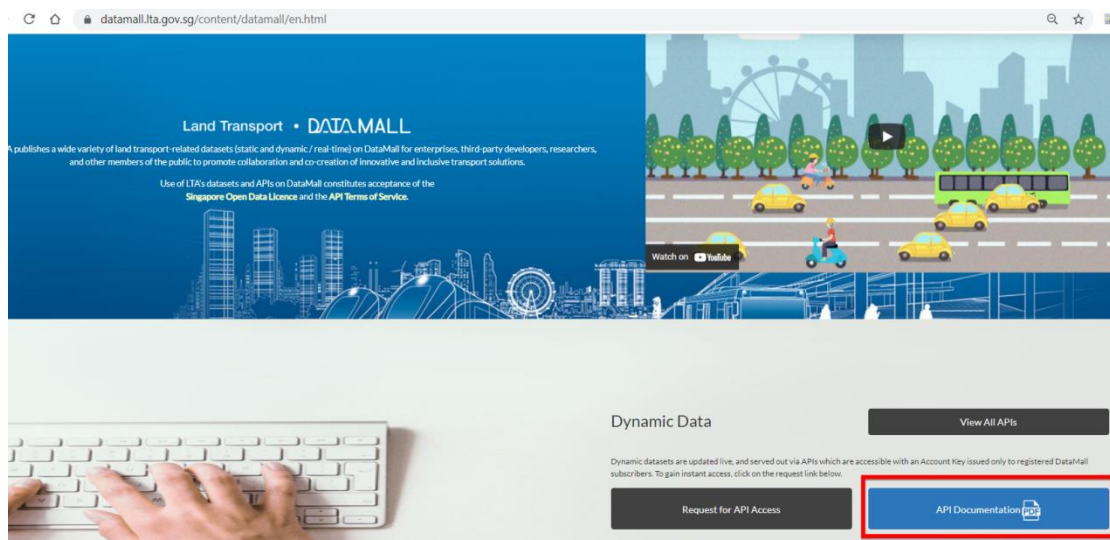 datamall.lta.gov.sg/content/datamall/en.html
Land Transport • DATA MALL
A publishes a wide variety of land transport-related datasets (static and dynamic / real-time) on DataMall for enterprises, third-party developers, researchers,
and other members of the public to promote collaboration and co-creation of innovative and inclusive transport solutions.
Use of LTA's datasets and APIs on DataMall constitutes acceptance of the
Singapore Open Data Licence and the API Terms of Service.
Watch on YouTube
Dynamic Data
View All APIs
Dynamic datasets are updated live, and served out via APIs which are accessible with an Account Key issued only to registered DataMall
subscribers. To gain instant access, click on the request link below.
Request for API Access
API Documentation PDF